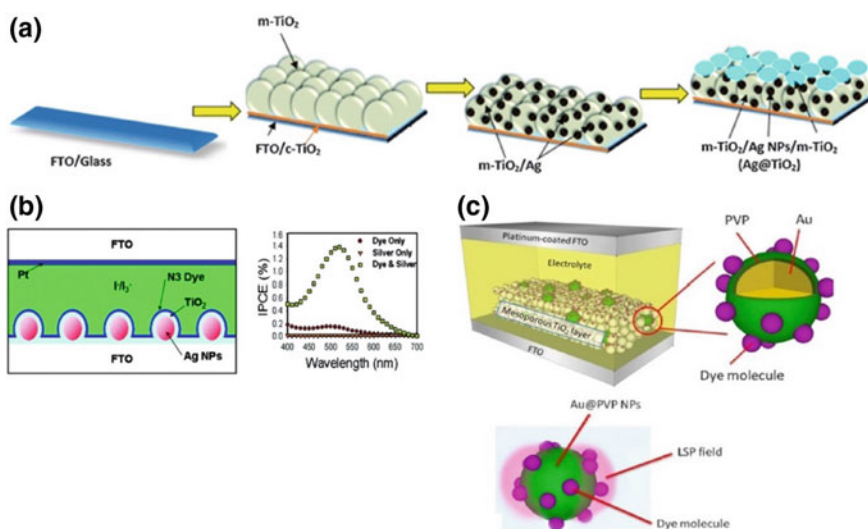 (a)
m-TiO₂
FTO/Glass
FTO/c-TiO₂
m-TiO₂/Ag
m-TiO₂/Ag NPs/m-TiO₂
(Ag@TiO₂)
(b)
FTO
Pt
N3 Dye
I⁻/I₃⁻
TiO₂
Ag NPs
FTO
IPCE (%)
1.6
1.4
1.2
1.0
0.8
0.6
0.4
0.2
0.0
Dye Only
Silver Only
Dye & Silver
400 450 500 550 600 650 700
Wavelength (nm)
(c)
Platinum-coated FTO
Electrolyte
Mesoporous TiO₂ layer
FTO
PVP
Au
Dye molecule
Au@PVP NPs
LSP field
Dye molecule